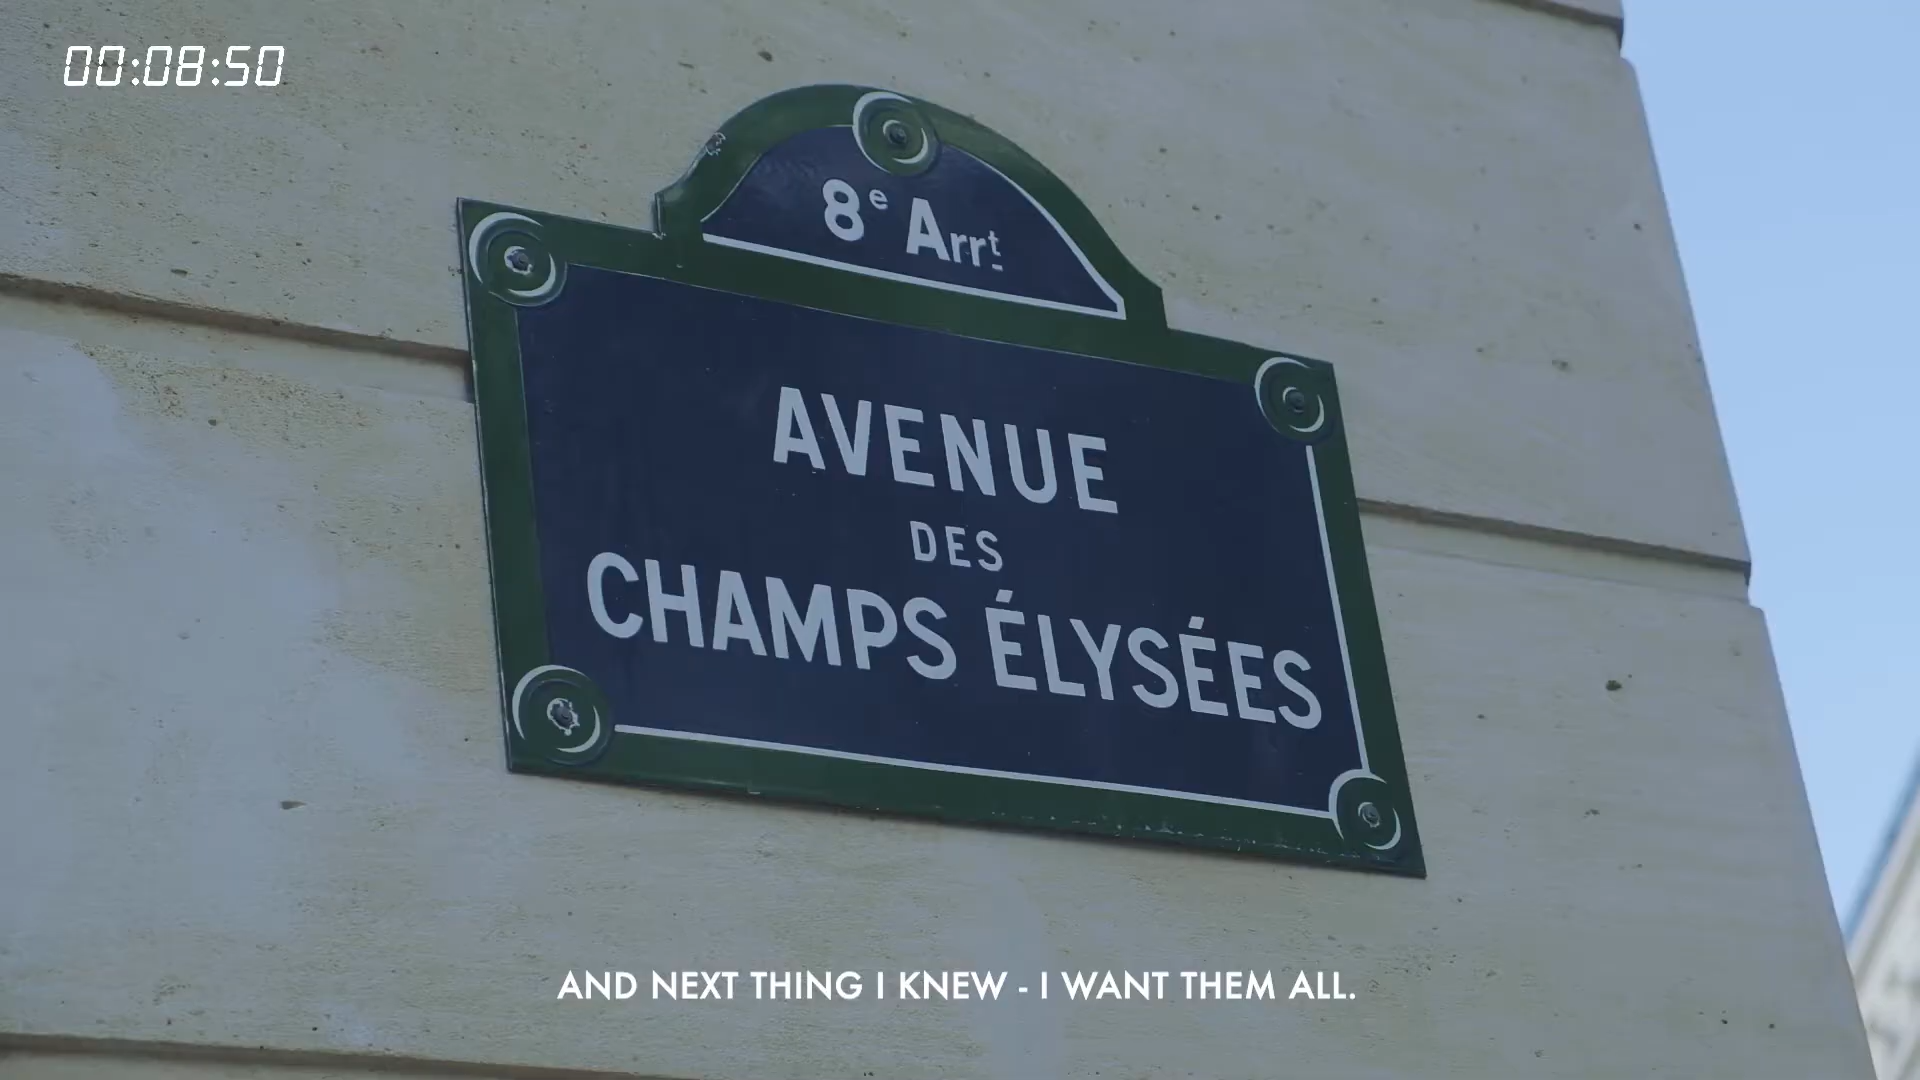 00:08:50
8e Arrt.
AVENUE
DES
CHAMPS ÉLYSÉES
AND NEXT THING I KNEW - I WANT THEM ALL.